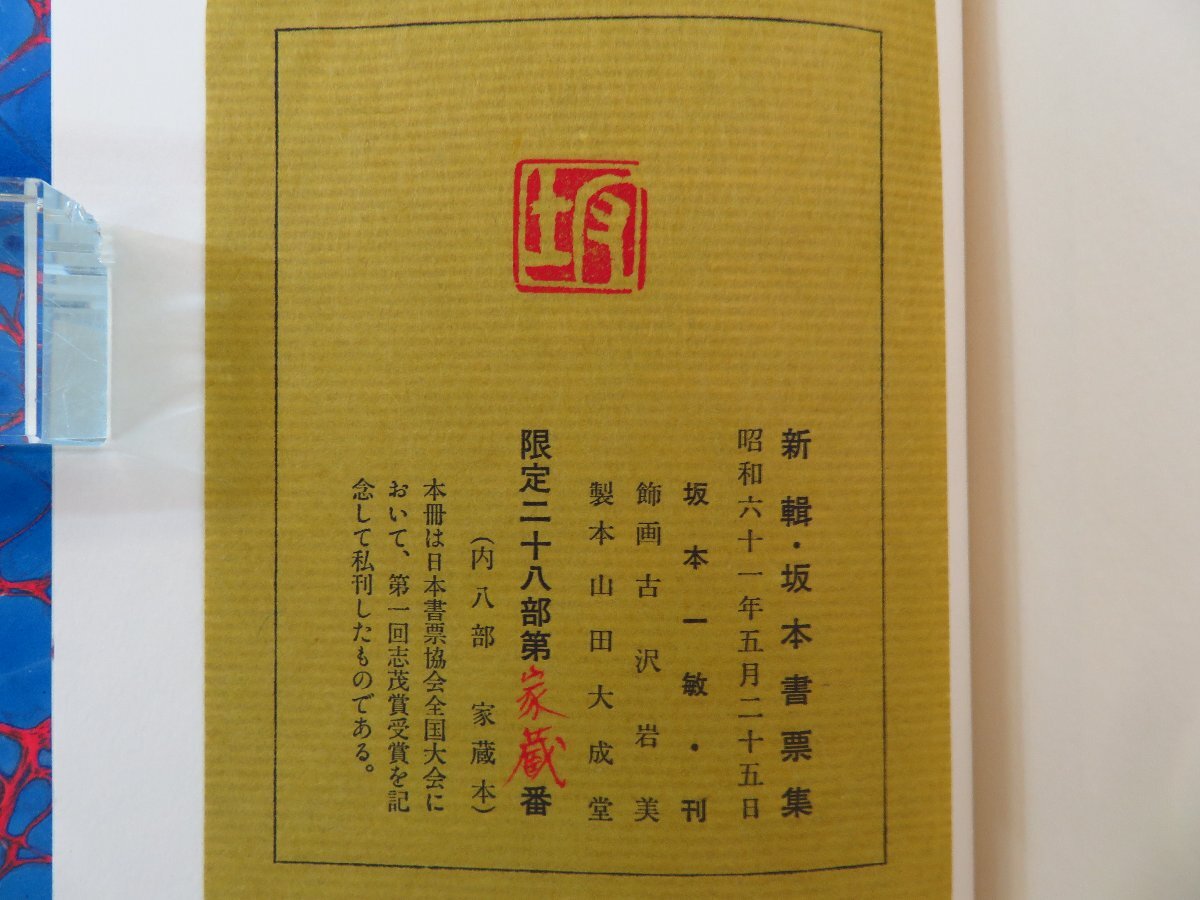 坂
新輯・坂本書票集
昭和六十一年五月二十五日
坂本一敏・刊
飾画古沢岩美
製本山田大成堂
限定二十八部第家蔵番
（内八部　家蔵本）
本冊は日本書票協会全国大会に
おいて、第一回志茂賞受賞を記
念して私刊したものである。